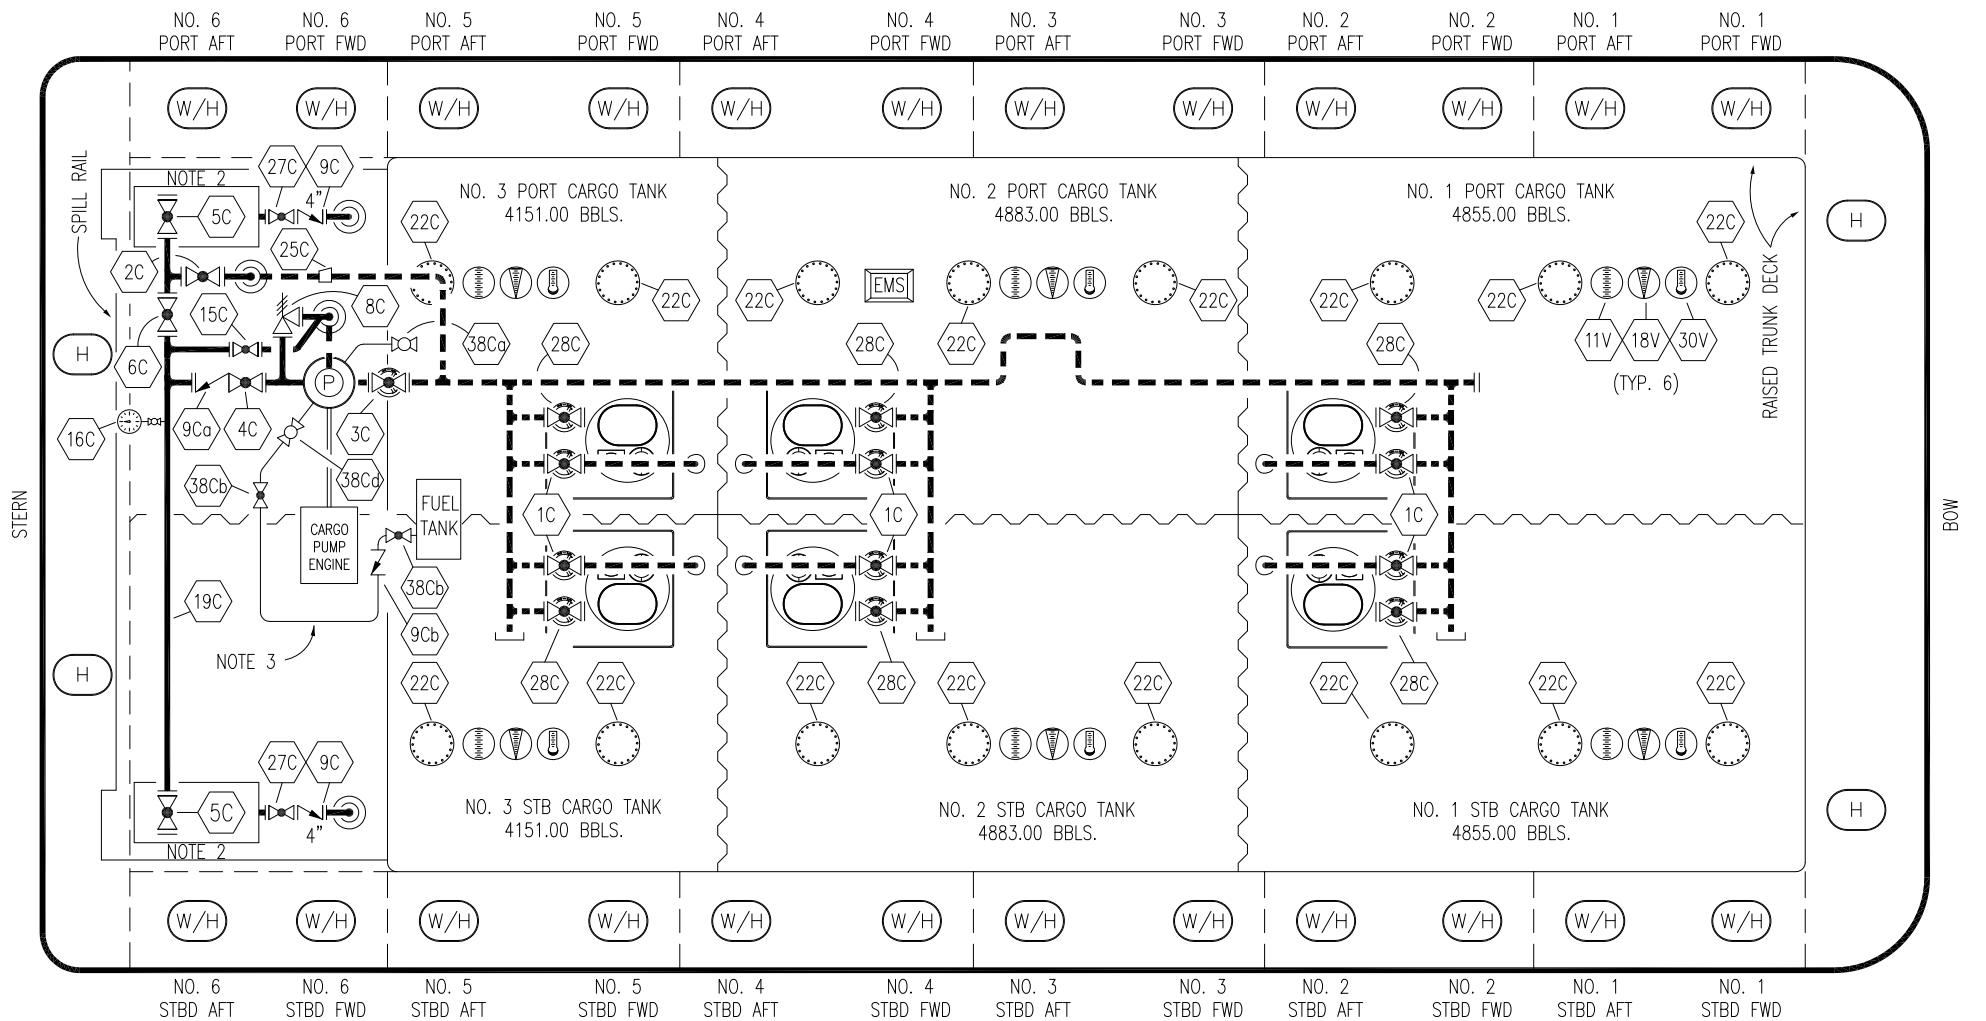 NO. 6 NO. 6 NO. 5 NO. 5 NO. 4 NO. 4 NO. 3 NO. 3 NO. 2 NO. 2 NO. 1 NO. 1
PORT AFT PORT FWD PORT AFT PORT FWD PORT AFT PORT FWD PORT AFT PORT FWD PORT AFT PORT FWD PORT AFT PORT FWD
W/H W/H W/H W/H W/H W/H W/H W/H W/H W/H W/H W/H
SPILL RAIL
NOTE 2
27C 9C
4"
5C
NO. 3 PORT CARGO TANK
4151.00 BBLS.
NO. 2 PORT CARGO TANK
4883.00 BBLS.
NO. 1 PORT CARGO TANK
4855.00 BBLS.
22C 22C H
25C
2C
EMS
22C 22C 22C 22C 22C
8C
15C
38Ca 28C 28C 22C 28C 11V 18V 30V
H 6C
P
(TYP. 6)
RAISED TRUNK DECK
16C 9Ca 4C 3C
38Cb 38Cd
STERN
FUEL
TANK
1C 1C 1C
BOW
CARGO
PUMP
ENGINE
38Cb
19C
9Cb
NOTE 3
H
22C 28C 22C 22C 28C 22C 22C 22C 28C 22C 22C
27C 9C
5C
4"
NOTE 2
NO. 3 STB CARGO TANK
4151.00 BBLS.
NO. 2 STB CARGO TANK
4883.00 BBLS.
NO. 1 STB CARGO TANK
4855.00 BBLS.
H
W/H W/H W/H W/H W/H W/H W/H W/H W/H W/H W/H W/H
NO. 6 NO. 6 NO. 5 NO. 5 NO. 4 NO. 4 NO. 3 NO. 3 NO. 2 NO. 2 NO. 1 NO. 1
STBD AFT STBD FWD STBD AFT STBD FWD STBD AFT STBD FWD STBD AFT STBD FWD STBD AFT STBD FWD STBD AFT STBD FWD